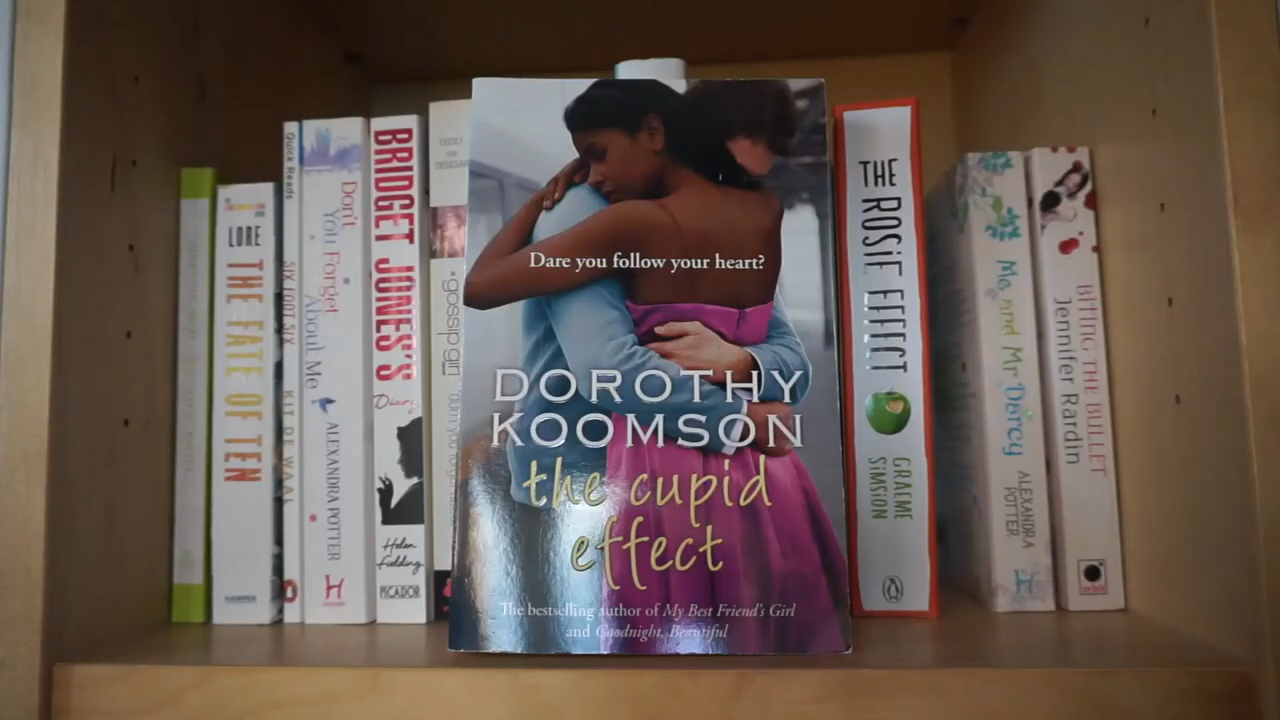 LORE
THE FATE OF TEN
Quick Reads
SIX FOOT SIX
KIT DE WAAL
Don't
You Forget
About Me
ALEXANDRA POTTER
H
BRIDGET JONES'S
Diary
Helen
Fielding
PICADOR
gossip girl
Dare you follow your heart?
DOROTHY
KOOMSON
the cupid
effect
The bestselling author of My Best Friend's Girl
and Goodnight, Beautiful
THE ROSIE EFFECT
GRAEME
SIMSION
Me and Mr Darcy
ALEXANDRA
POTTER
H
BITING THE BULLET
Jennifer Rardin
orbit